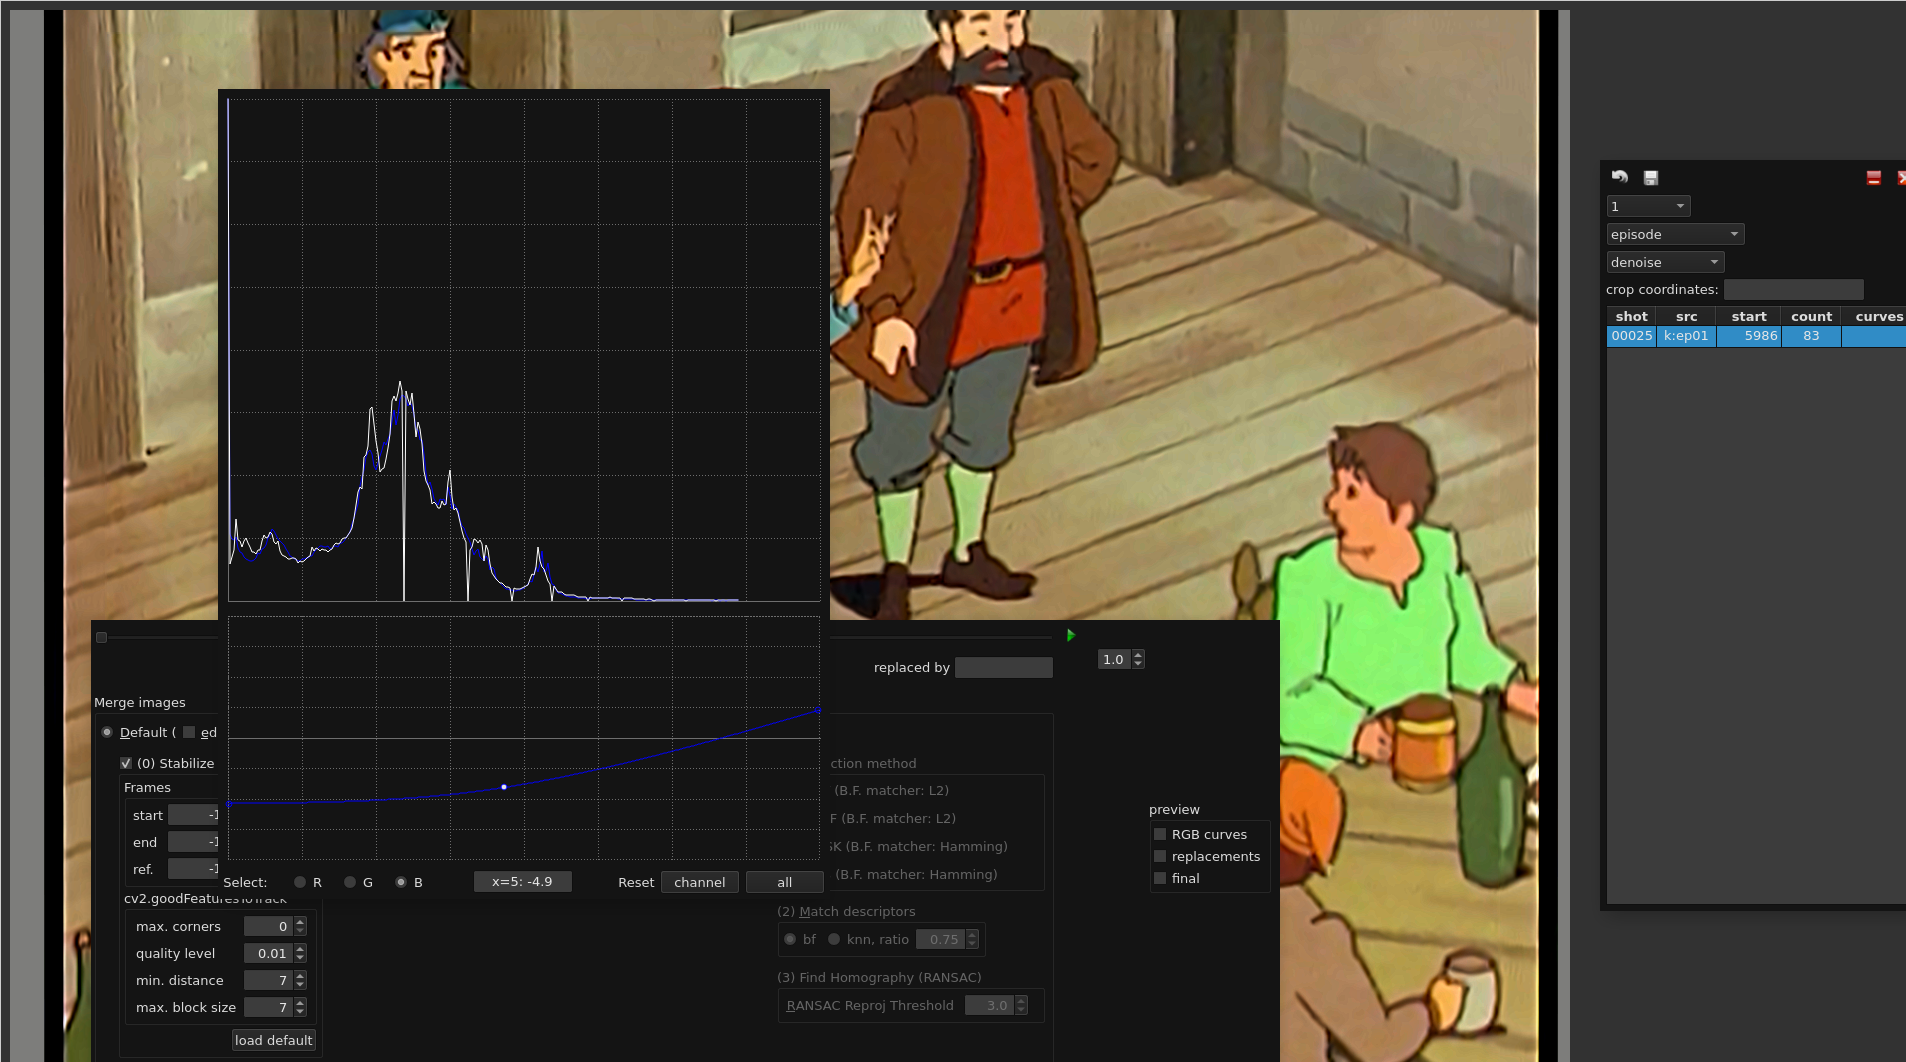 1
episode
denoise
crop coordinates:
shot src start count curves
00025 k:ep01 5986 83
replaced by
1.0
Merge images
Default ( ed
(0) Stabilize
Frames
start -1
end -1
ref. -1
ction method
(B.F. matcher: L2)
F (B.F. matcher: L2)
SK (B.F. matcher: Hamming)
(B.F. matcher: Hamming)
preview
RGB curves
replacements
final
Select: R G B x=5: -4.9 Reset channel all
cv2.goodFeaturesToTrack
max. corners 0
quality level 0.01
min. distance 7
max. block size 7
load default
(2) Match descriptors
bf knn, ratio 0.75
(3) Find Homography (RANSAC)
RANSAC Reproj Threshold 3.0